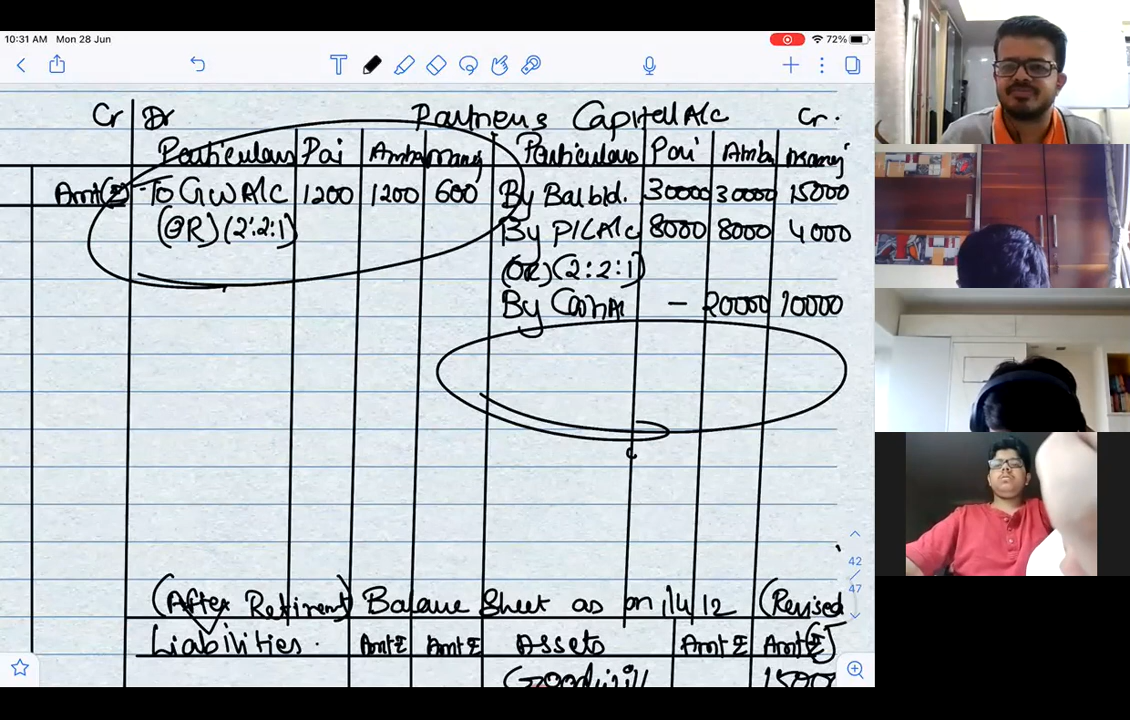 10:31 AM Mon 28 Jun
72%
T
Cr Dr Partners Capital A/c Cr.
Particulars Pai Amba Particulars Pai Amba
Amt(₹) To GW A/c 1200 1200 600 By Bal b/d. 30000 30000 15000
(OR) (2:2:1) By P/L A/c 8000 8000 4000
(OR) (2:2:1)
By Cash A/c – 20000 10000
42
47
(After Retirement) Balance Sheet as on 1/4/12 (Revised
Liabilities. Amt ₹ Amt ₹ Assets Amt ₹ Amt (₹)
Goodwill 15000